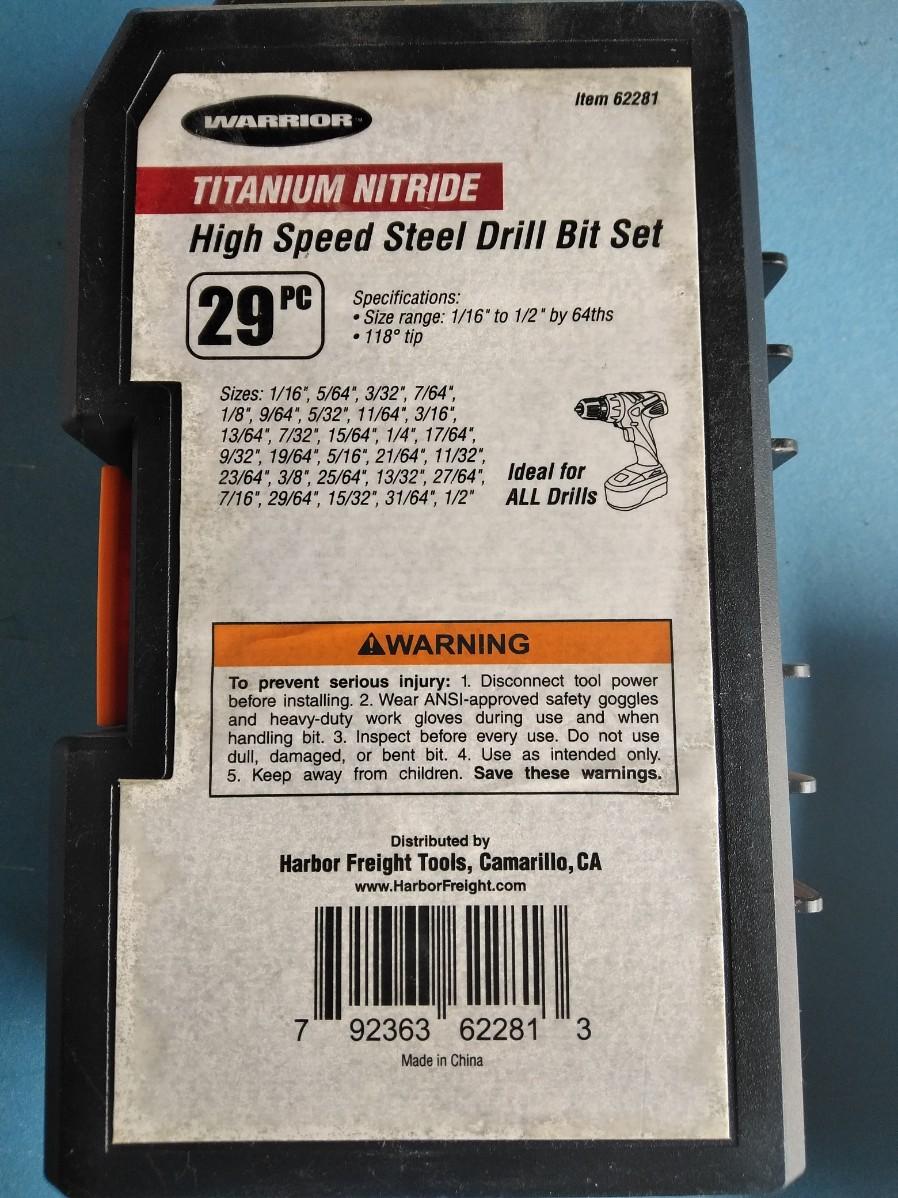 WARRIOR™
Item 62281
TITANIUM NITRIDE
High Speed Steel Drill Bit Set
29 PC
Specifications:
• Size range: 1/16" to 1/2" by 64ths
• 118° tip
Sizes: 1/16", 5/64", 3/32", 7/64",
1/8", 9/64", 5/32", 11/64", 3/16",
13/64", 7/32", 15/64", 1/4", 17/64",
9/32", 19/64", 5/16", 21/64", 11/32",
23/64", 3/8", 25/64", 13/32", 27/64",
7/16", 29/64", 15/32", 31/64", 1/2"
Ideal for
ALL Drills
⚠WARNING
To prevent serious injury: 1. Disconnect tool power
before installing. 2. Wear ANSI-approved safety goggles
and heavy-duty work gloves during use and when
handling bit. 3. Inspect before every use. Do not use
dull, damaged, or bent bit. 4. Use as intended only.
5. Keep away from children. Save these warnings.
Distributed by
Harbor Freight Tools, Camarillo, CA
www.HarborFreight.com
7 92363 62281 3
Made in China